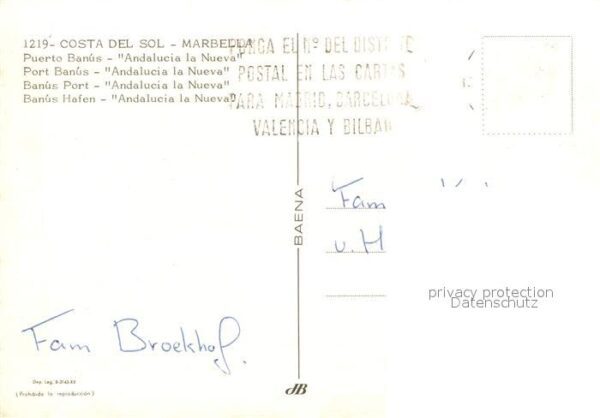 1219- COSTA DEL SOL - MARBELLA
Puerto Banús - "Andalucia la Nueva"
Port Banús - "Andalucia la Nueva"
Banús Port - "Andalucia la Nueva"
Banús Hafen - "Andalucia la Nueva"
PONGA EL Nº DEL DISTRITO
POSTAL EN LAS CARTAS
PARA MADRID, BARCELONA,
VALENCIA Y BILBAO
BAENA
Fam
v. H
privacy protection
Datenschutz
Fam Broekhof.
Dep. Leg.
(Prohibida la reproducción)
JB